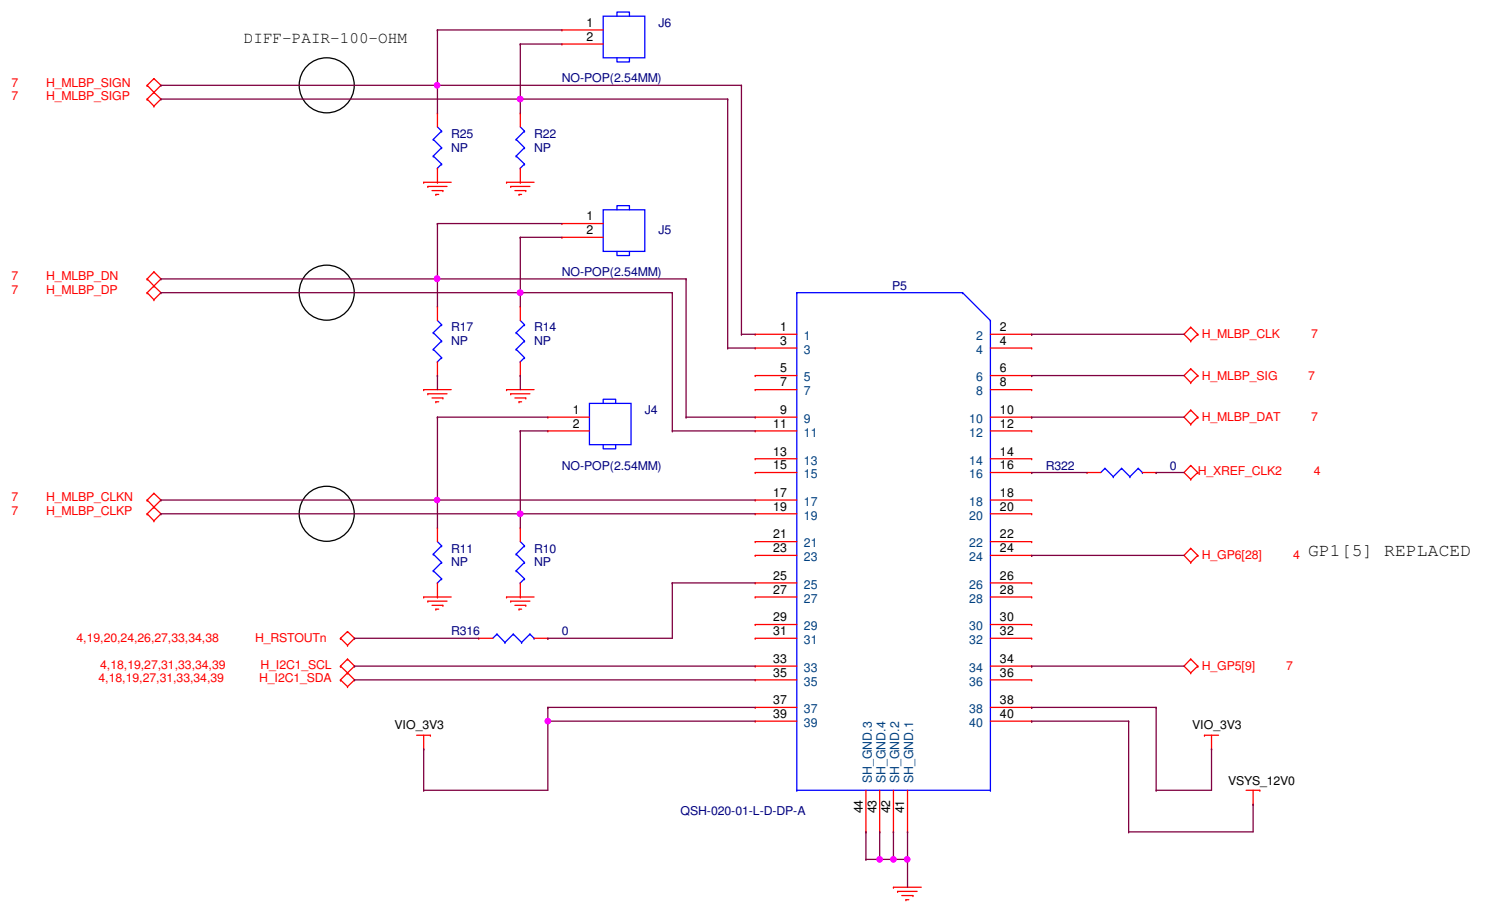 DIFF-PAIR-100-OHM
1 J6
2
NO-POP(2.54MM)
7 H_MLBP_SIGN
7 H_MLBP_SIGP
R25 NP
R22 NP
1 J5
2
NO-POP(2.54MM)
7 H_MLBP_DN
7 H_MLBP_DP
R17 NP
R14 NP
1 J4
2
NO-POP(2.54MM)
7 H_MLBP_CLKN
7 H_MLBP_CLKP
R11 NP
R10 NP
4,19,20,24,26,27,33,34,38 H_RSTOUTn R316 0
4,18,19,27,31,33,34,39 H_I2C1_SCL
4,18,19,27,31,33,34,39 H_I2C1_SDA
VIO_3V3
P5
1 1 2 2 H_MLBP_CLK 7
3 3 4 4
5 5 6 6 H_MLBP_SIG 7
7 7 8 8
9 9 10 10 H_MLBP_DAT 7
11 11 12 12
13 13 14 14
15 15 16 16 R322 0 H_XREF_CLK2 4
17 17 18 18
19 19 20 20
21 21 22 22
23 23 24 24 H_GP6[28] 4 GP1[5] REPLACED
25 25 26 26
27 27 28 28
29 29 30 30
31 31 32 32
33 33 34 34 H_GP5[9] 7
35 35 36 36
37 37 38 38
39 39 40 40
VIO_3V3
VSYS_12V0
SH_GND.3 SH_GND.4 SH_GND.2 SH_GND.1
44 43 42 41
QSH-020-01-L-D-DP-A